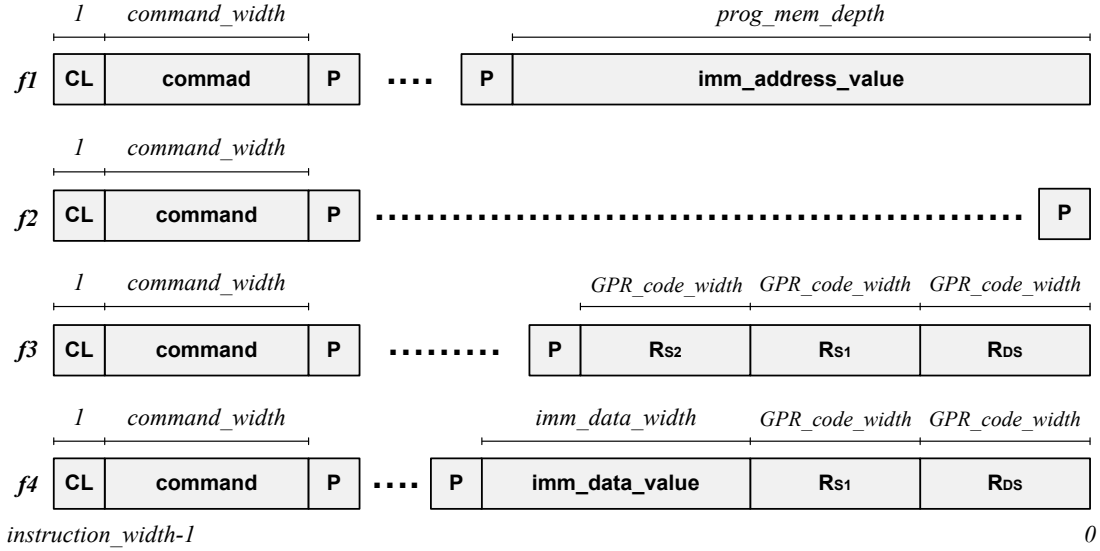 1 command_width prog_mem_depth
f1 CL commad P .... P imm_address_value
1 command_width
f2 CL command P P
1 command_width GPR_code_width GPR_code_width GPR_code_width
f3 CL command P ......... P RS2 RS1 RDS
1 command_width imm_data_width GPR_code_width GPR_code_width
f4 CL command P .... P imm_data_value RS1 RDS
instruction_width-1 0